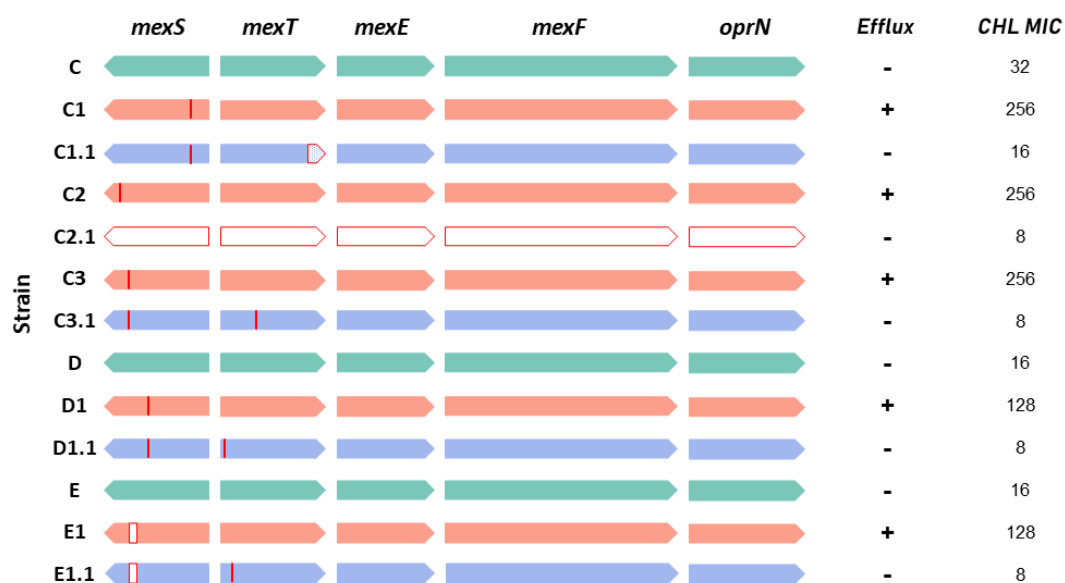 mexS mexT mexE mexF oprN Efflux CHL MIC
C - 32
C1 + 256
C1.1 - 16
C2 + 256
C2.1 - 8
C3 + 256
Strain
C3.1 - 8
D - 16
D1 + 128
D1.1 - 8
E - 16
E1 + 128
E1.1 - 8